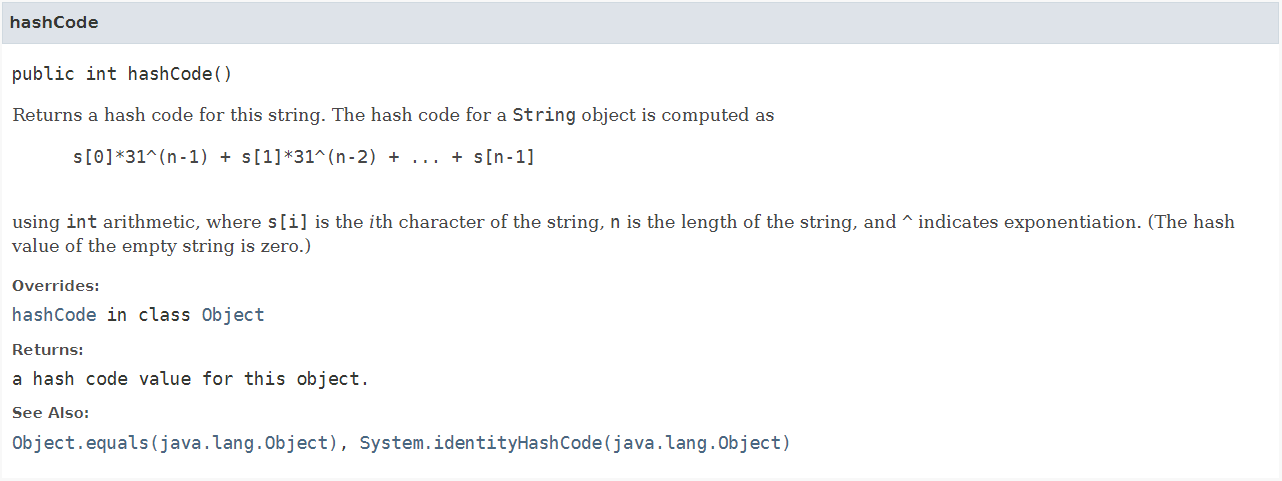 hashCode
public int hashCode()
Returns a hash code for this string. The hash code for a String object is computed as
s[0]*31^(n-1) + s[1]*31^(n-2) + ... + s[n-1]
using int arithmetic, where s[i] is the ith character of the string, n is the length of the string, and ^ indicates exponentiation. (The hash
value of the empty string is zero.)
Overrides:
hashCode in class Object
Returns:
a hash code value for this object.
See Also:
Object.equals(java.lang.Object), System.identityHashCode(java.lang.Object)